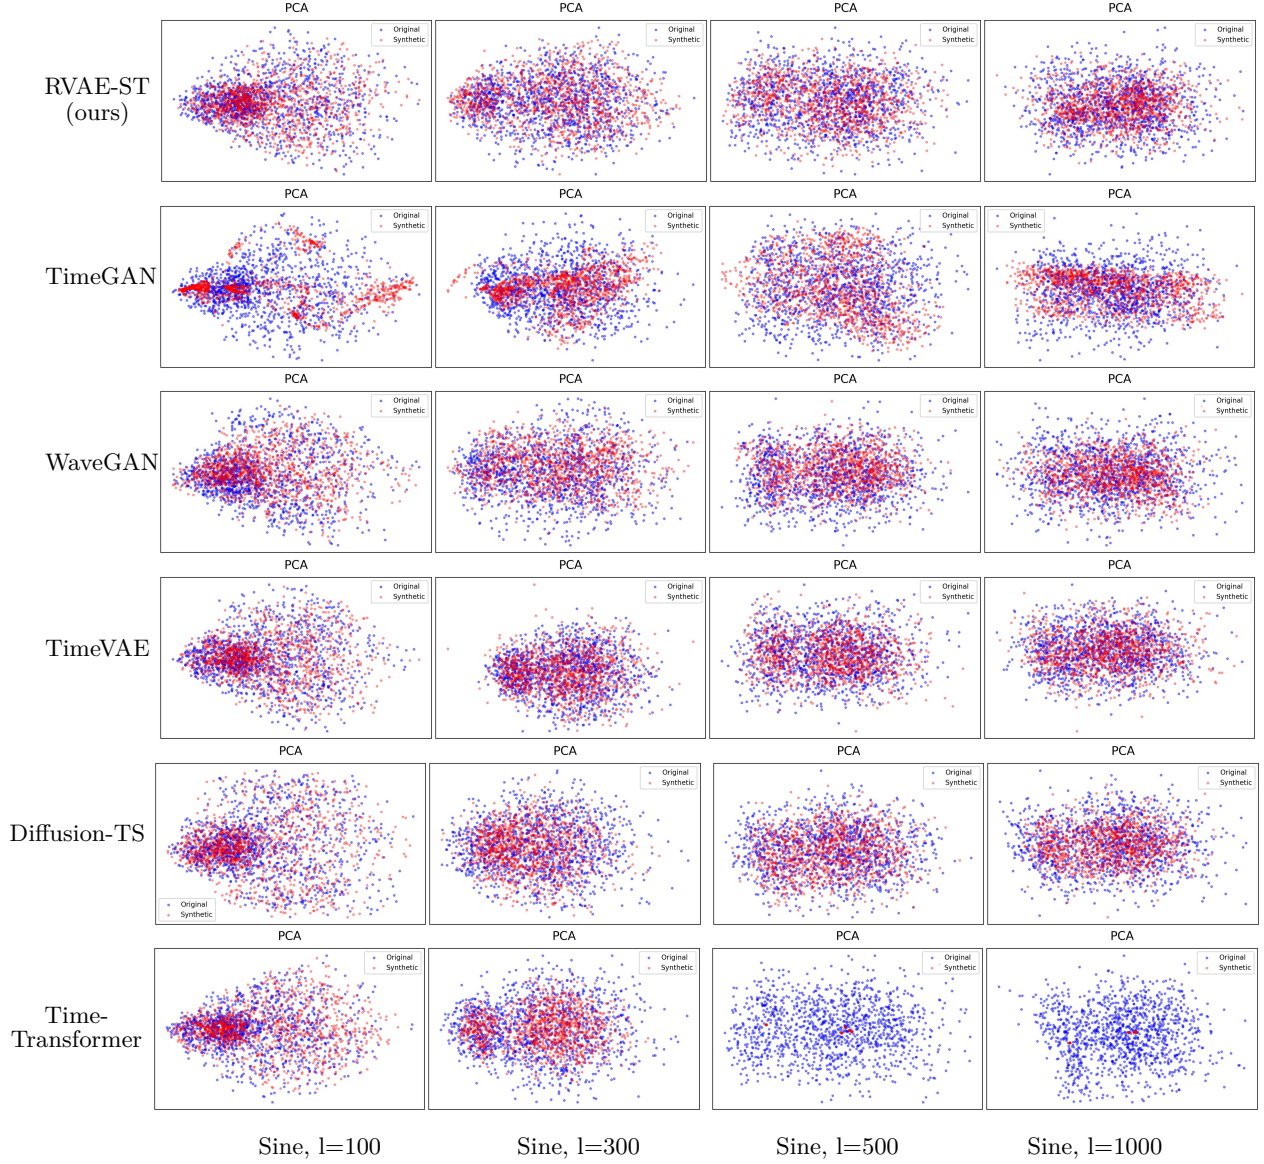 PCA PCA PCA PCA
RVAE-ST
(ours)
Original Original Original Original
Synthetic Synthetic Synthetic Synthetic
PCA PCA PCA PCA
TimeGAN
Original Original Original Original
Synthetic Synthetic Synthetic Synthetic
PCA PCA PCA PCA
WaveGAN
Original Original Original Original
Synthetic Synthetic Synthetic Synthetic
PCA PCA PCA PCA
TimeVAE
Original Original Original Original
Synthetic Synthetic Synthetic Synthetic
PCA PCA PCA PCA
Diffusion-TS
Original Original Original Original
Synthetic Synthetic Synthetic Synthetic
PCA PCA PCA PCA
Time-
Transformer
Original Original Original Original
Synthetic Synthetic Synthetic Synthetic
Sine, l=100 Sine, l=300 Sine, l=500 Sine, l=1000